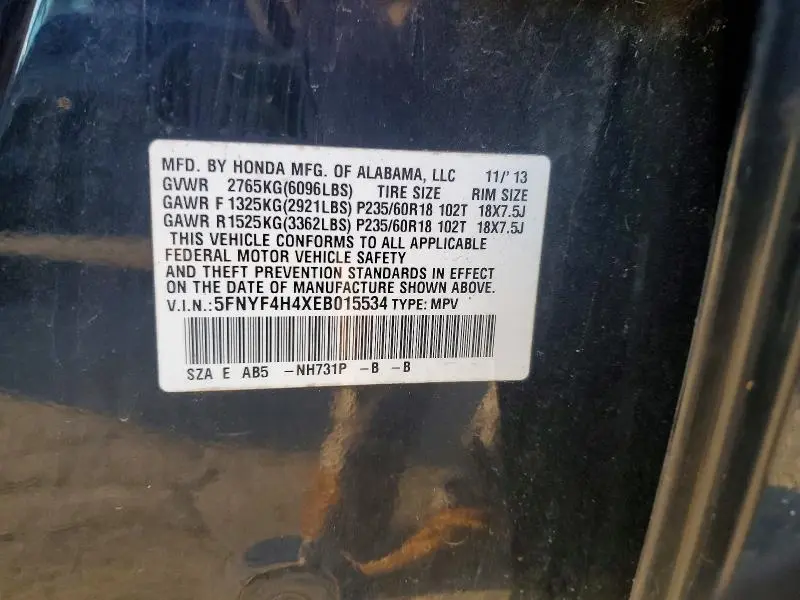 MFD. BY HONDA MFG. OF ALABAMA, LLC 11/' 13
GVWR 2765KG(6096LBS) TIRE SIZE RIM SIZE
GAWR F 1325KG(2921LBS) P235/60R18 102T 18X7.5J
GAWR R1525KG(3362LBS) P235/60R18 102T 18X7.5J
THIS VEHICLE CONFORMS TO ALL APPLICABLE
FEDERAL MOTOR VEHICLE SAFETY
AND THEFT PREVENTION STANDARDS IN EFFECT
ON THE DATE OF MANUFACTURE SHOWN ABOVE.
V.I.N.:5FNYF4H4XEB015534 TYPE: MPV
SZA E AB5 -NH731P -B -B